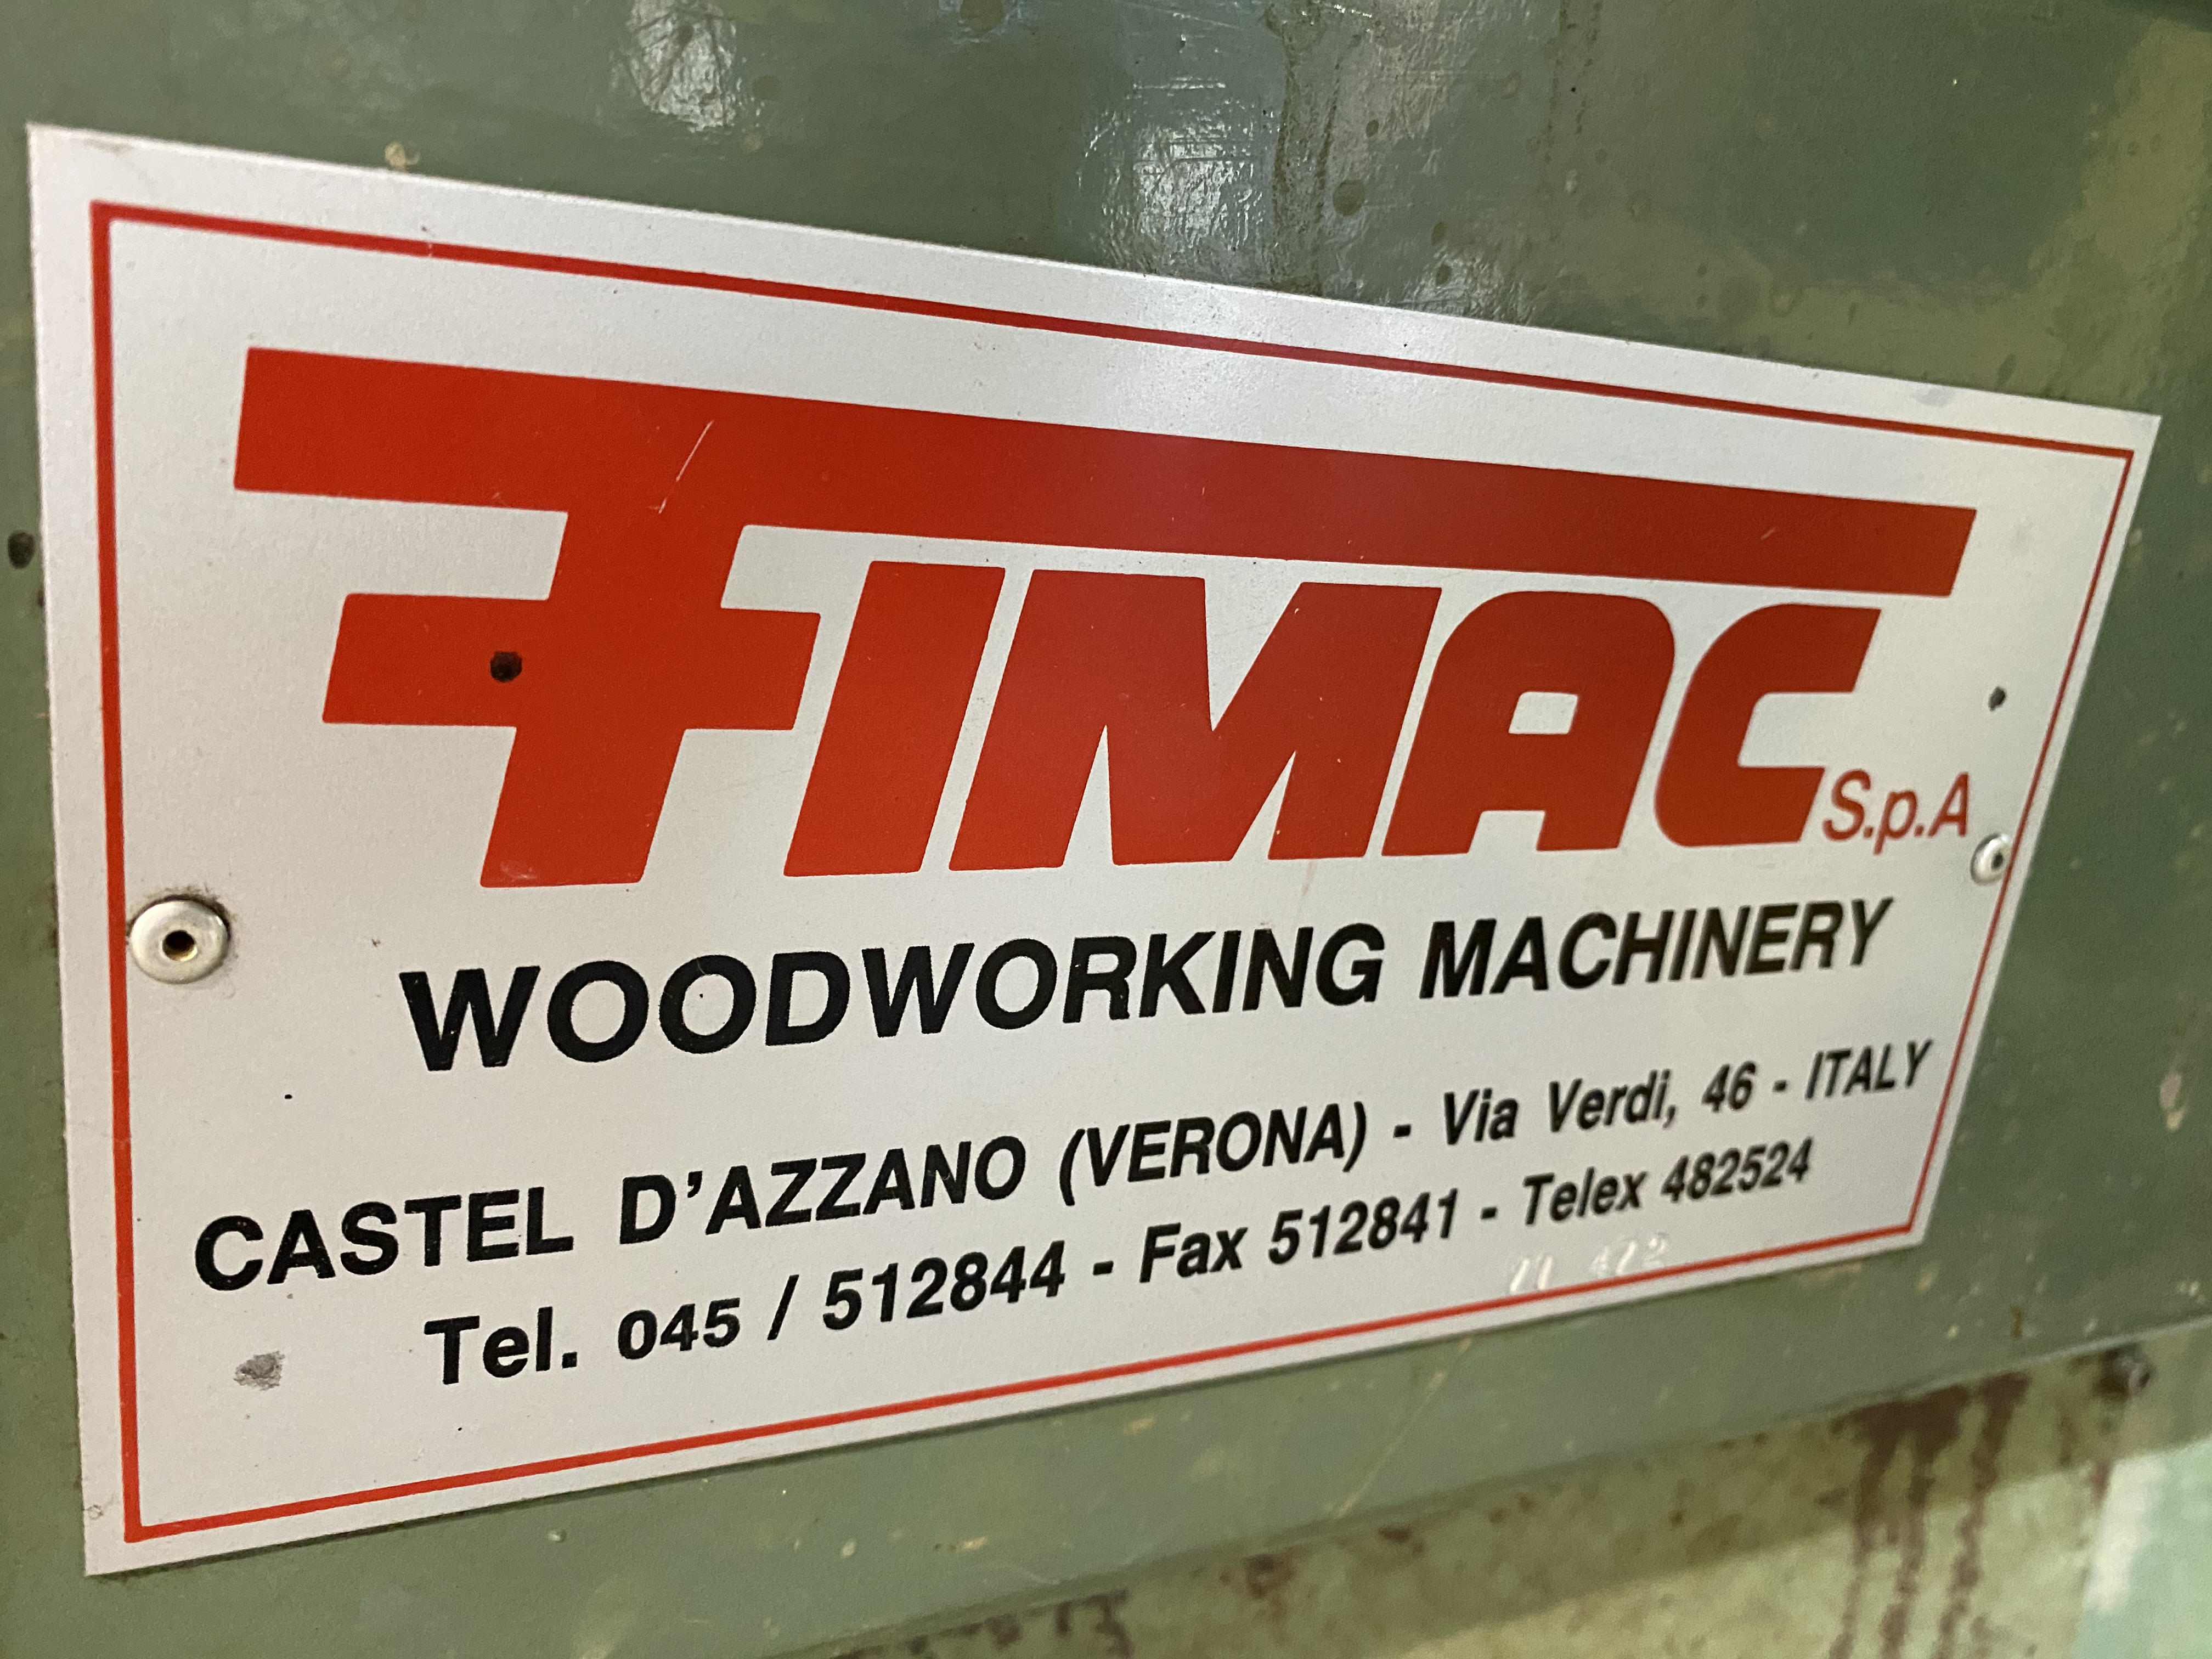 FIMAC S.p.A
WOODWORKING MACHINERY
CASTEL D'AZZANO (VERONA) - Via Verdi, 46 - ITALY
Tel. 045 / 512844 - Fax 512841 - Telex 482524